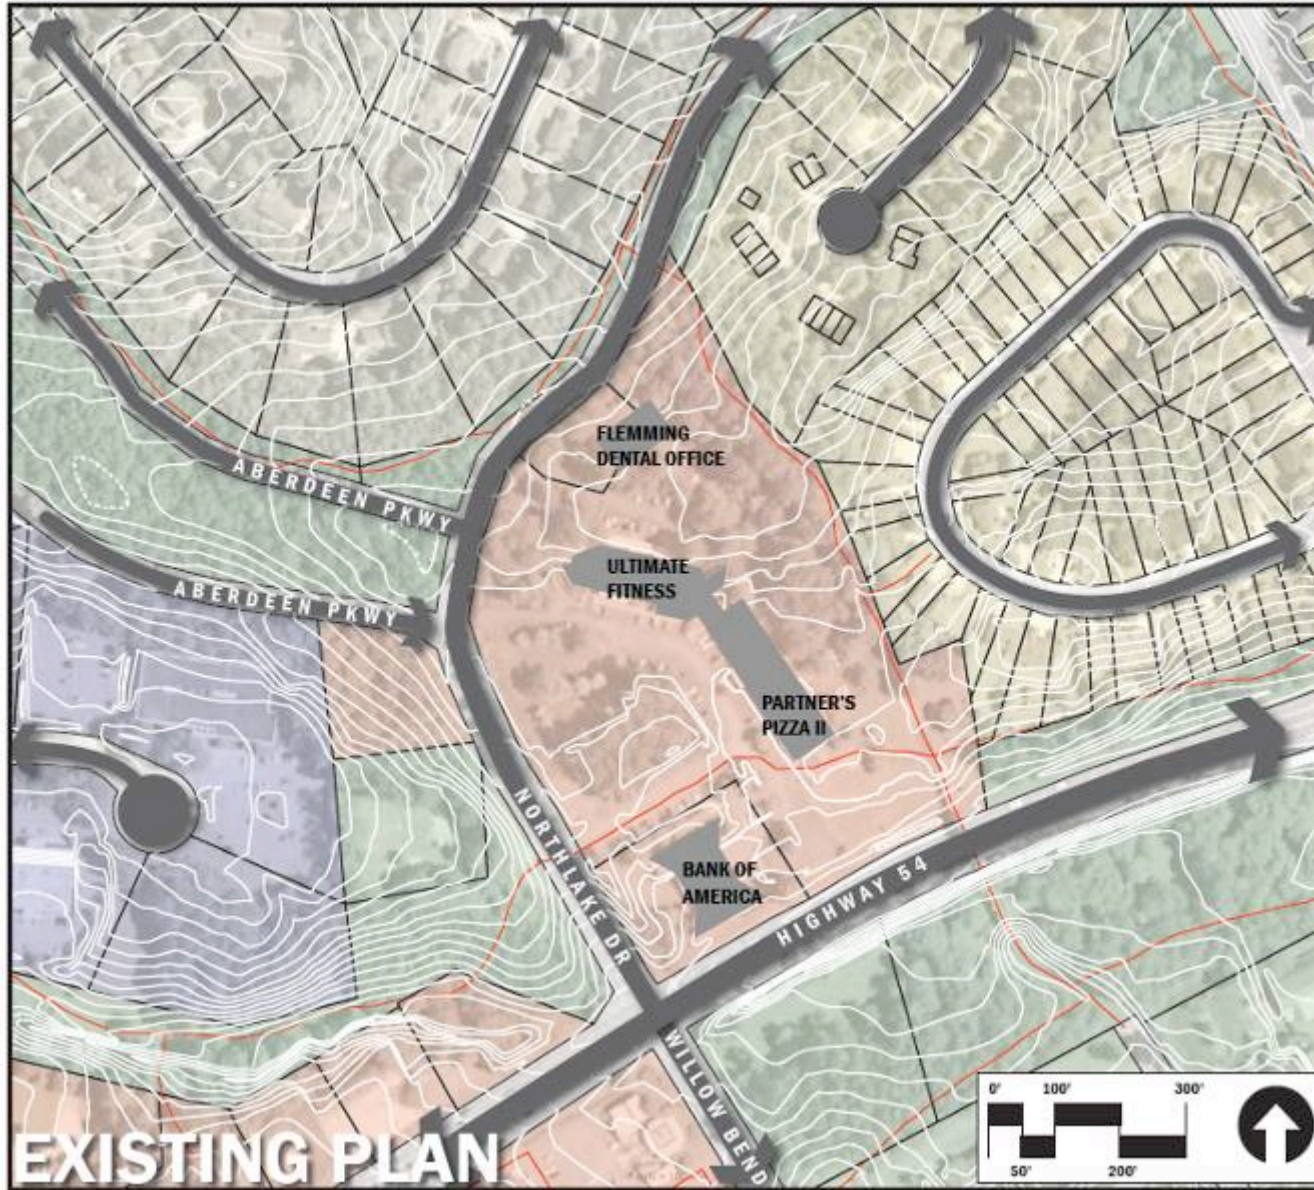 FLEMMING
DENTAL OFFICE
ABERDEEN PKWY
ULTIMATE
FITNESS
ABERDEEN PKWY
PARTNER'S
PIZZA II
NORTHLAKE DR
BANK OF
AMERICA
HIGHWAY 54
WILLOW BEND
0' 100' 300'
50' 200'
EXISTING PLAN